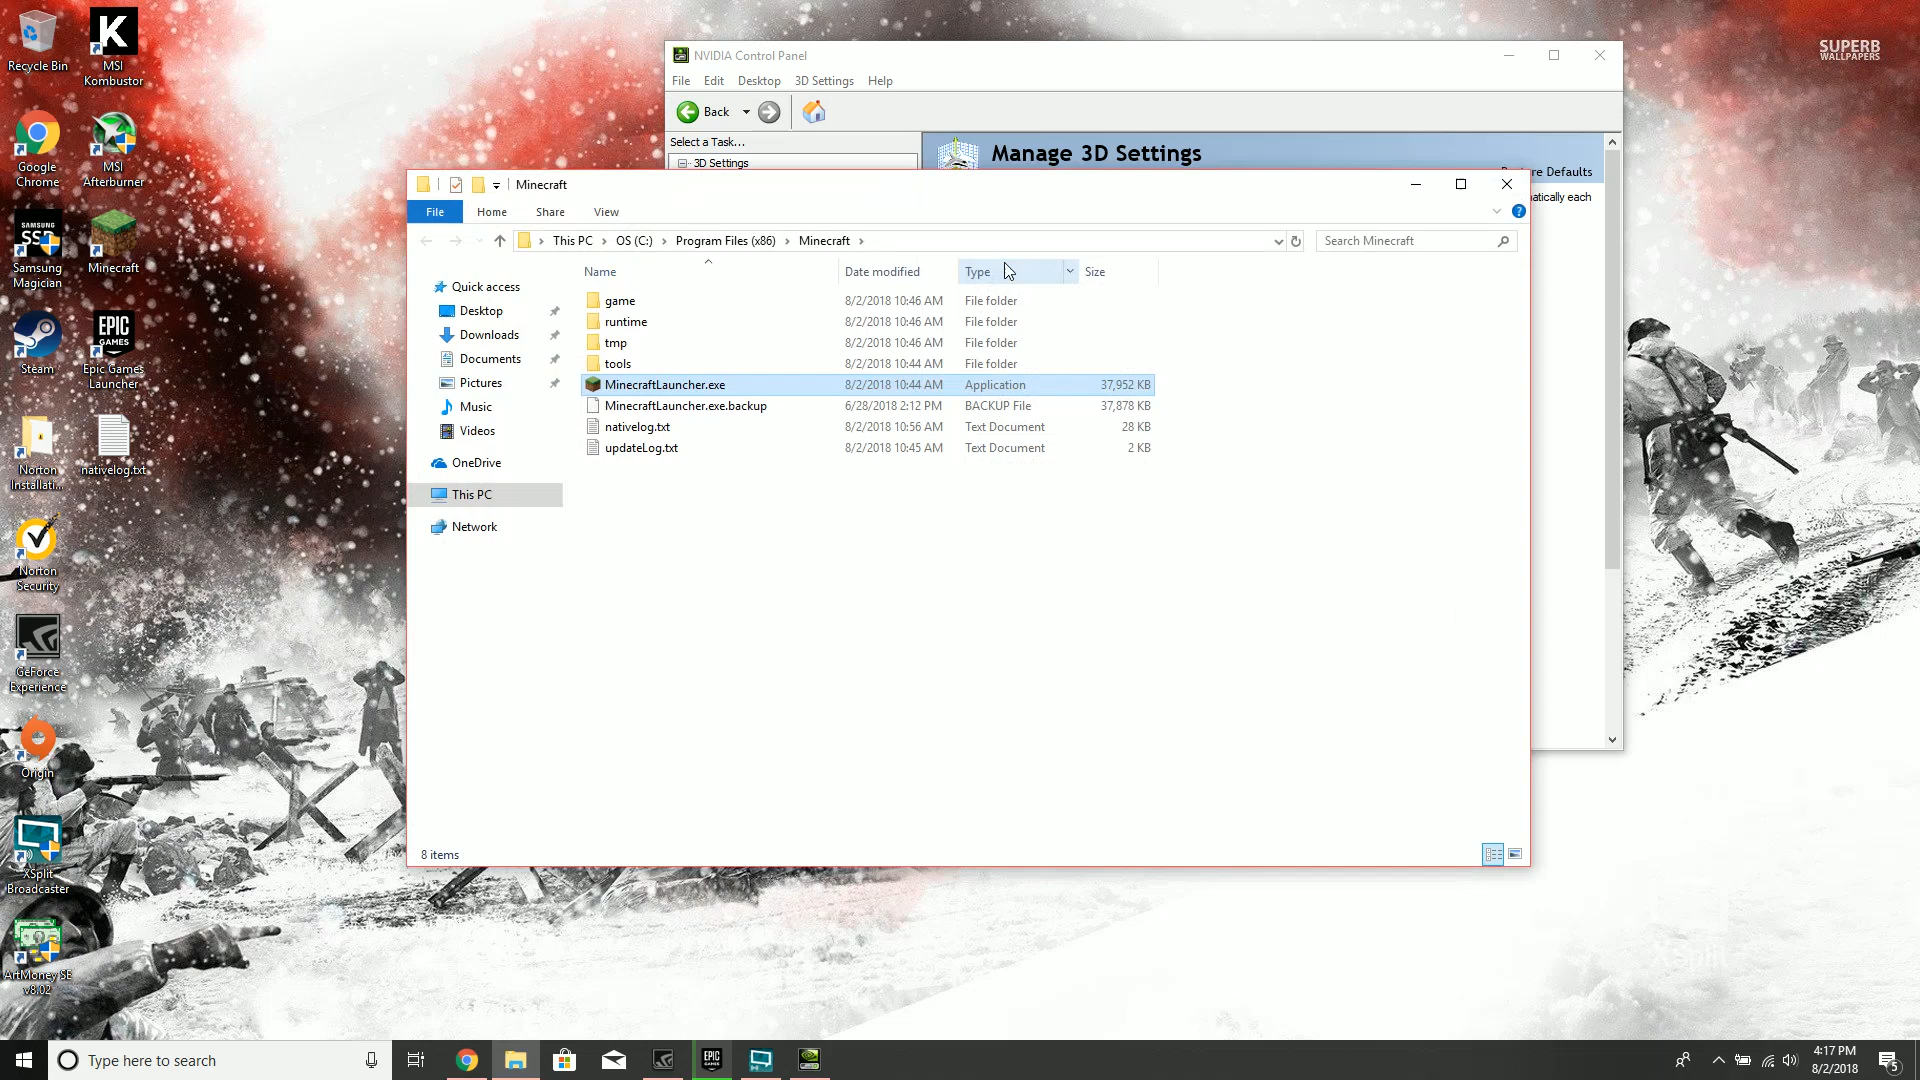 Recycle Bin
MSI
Kombustor
Google
Chrome
MSI
Afterburner
SAMSUNG
SSD
Samsung
Magician
Minecraft
Steam
EPIC
GAMES
Epic Games
Launcher
Norton
Installati...
nativelog.txt
Norton
Security
GeForce
Experience
Origin
XSplit
Broadcaster
ArtMoney SE
v8.02
SUPERB
WALLPAPERS
NVIDIA Control Panel
File Edit Desktop 3D Settings Help
Back
Select a Task...
3D Settings
Manage 3D Settings
re Defaults
atically each
Minecraft
File Home Share View
This PC > OS (C:) > Program Files (x86) > Minecraft >
Search Minecraft
Quick access
Desktop
Downloads
Documents
Pictures
Music
Videos
OneDrive
This PC
Network
Name Date modified Type Size
game 8/2/2018 10:46 AM File folder
runtime 8/2/2018 10:46 AM File folder
tmp 8/2/2018 10:46 AM File folder
tools 8/2/2018 10:44 AM File folder
MinecraftLauncher.exe 8/2/2018 10:44 AM Application 37,952 KB
MinecraftLauncher.exe.backup 6/28/2018 2:12 PM BACKUP File 37,878 KB
nativelog.txt 8/2/2018 10:56 AM Text Document 28 KB
updateLog.txt 8/2/2018 10:45 AM Text Document 2 KB
8 items
XSplit
Type here to search
EPIC
GAMES
4:17 PM
8/2/2018
5